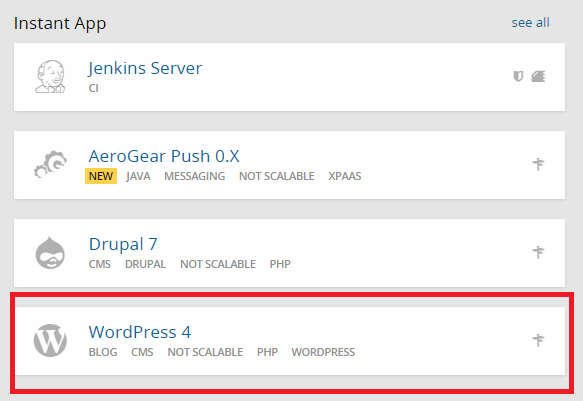 Instant App see all
Jenkins Server
CI
AeroGear Push 0.X
NEW JAVA MESSAGING NOT SCALABLE XPAAS
Drupal 7
CMS DRUPAL NOT SCALABLE PHP
WordPress 4
BLOG CMS NOT SCALABLE PHP WORDPRESS